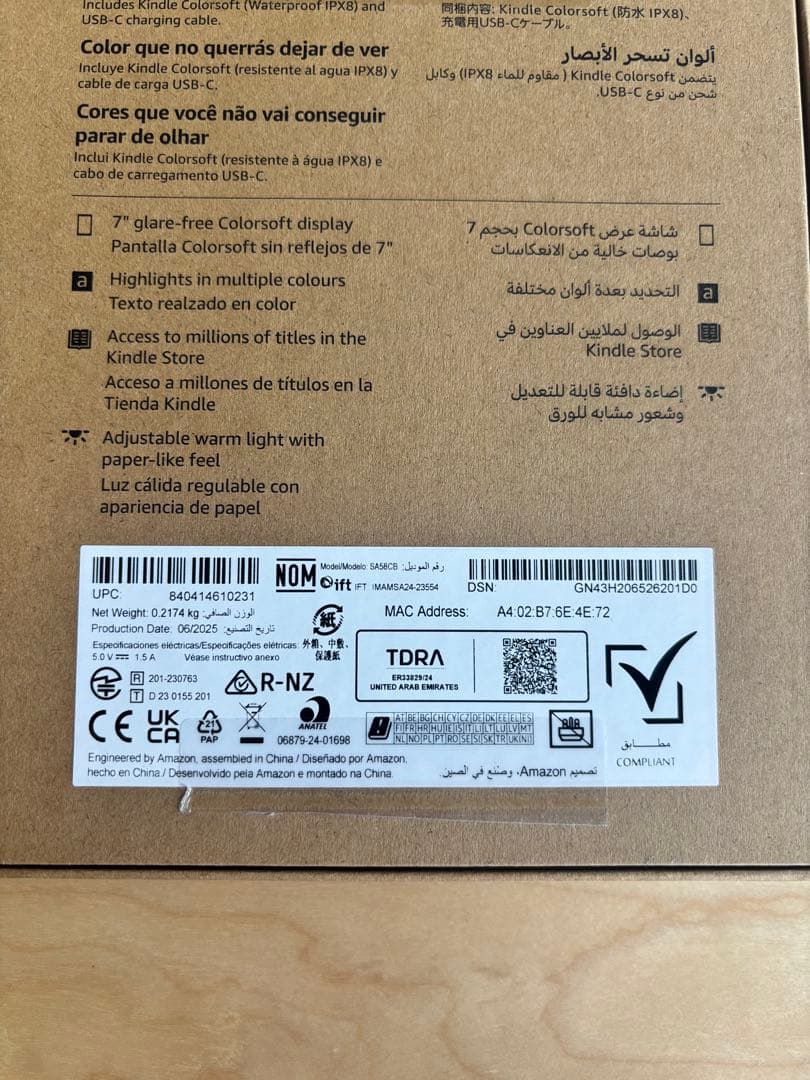 Includes Kindle Colorsoft (Waterproof IPX8) and
USB-C charging cable.
同梱内容: Kindle Colorsoft (防水 IPX8)、
充電用USB-Cケーブル。
Color que no querrás dejar de ver
Incluye Kindle Colorsoft (resistente al agua IPX8) y
cable de carga USB-C.
ألوان تسحر الأبصار
يتضمن Kindle Colorsoft (مقاوم للماء IPX8) وكابل
شحن من نوع USB-C.
Cores que você não vai conseguir
parar de olhar
Inclui Kindle Colorsoft (resistente à água IPX8) e
cabo de carregamento USB-C.
7" glare-free Colorsoft display
Pantalla Colorsoft sin reflejos de 7"
a Highlights in multiple colours
Texto realzado en color
Access to millions of titles in the
Kindle Store
Acceso a millones de títulos en la
Tienda Kindle
Adjustable warm light with
paper-like feel
Luz cálida regulable con
apariencia de papel
شاشة عرض Colorsoft بحجم 7
بوصات خالية من الانعكاسات
a التحديد بعدة ألوان مختلفة
الوصول لملايين العناوين في
Kindle Store
إضاءة دافئة قابلة للتعديل
وشعور مشابه للورق
UPC: 840414610231
NOM
Model/Modelo: SA58CB رقم الموديل:
ift IFT: IMAMSA24-23554
DSN: GN43H206526201D0
Net Weight: 0.2174 kg الوزن الصافي:
Production Date: 06/2025 تاريخ التصنيع:
Especificaciones eléctricas/Especificações elétricas:
5.0 V 1.5 A Véase instructivo anexo
紙
外箱、中敷、
保護紙
MAC Address: A4:02:B7:6E:4E:72
R 201-230763
T D 23 0155 201
R-NZ
TDRA
ER33829/24
UNITED ARAB EMIRATES
CE
UK
CA
21
PAP
ANATEL
06879-24-01698
AT BE BG CH CY CZ DE DK EE EL ES
FI FR HR HU IE IS IT LI LT LU LV MT
NL NO PL PT RO SE SI SK TR UK(NI)
مطابق
COMPLIANT
Engineered by Amazon, assembled in China / Diseñado por Amazon,
hecho en China / Desenvolvido pela Amazon e montado na China.
تصميم Amazon، وصنع في الصين.